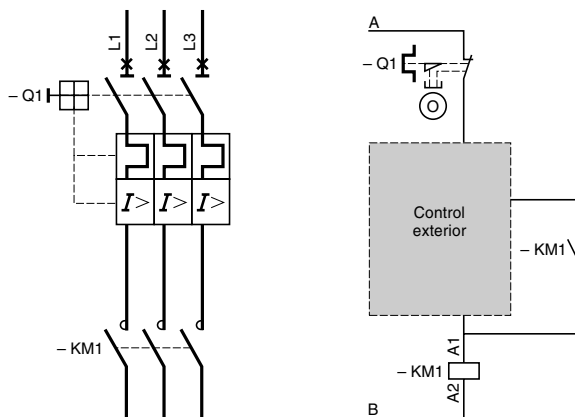 L1
L2
L3
– Q1
I>
I>
I>
– KM1
A
– Q1
O
Control
exterior
– KM1
A1
– KM1
A2
B